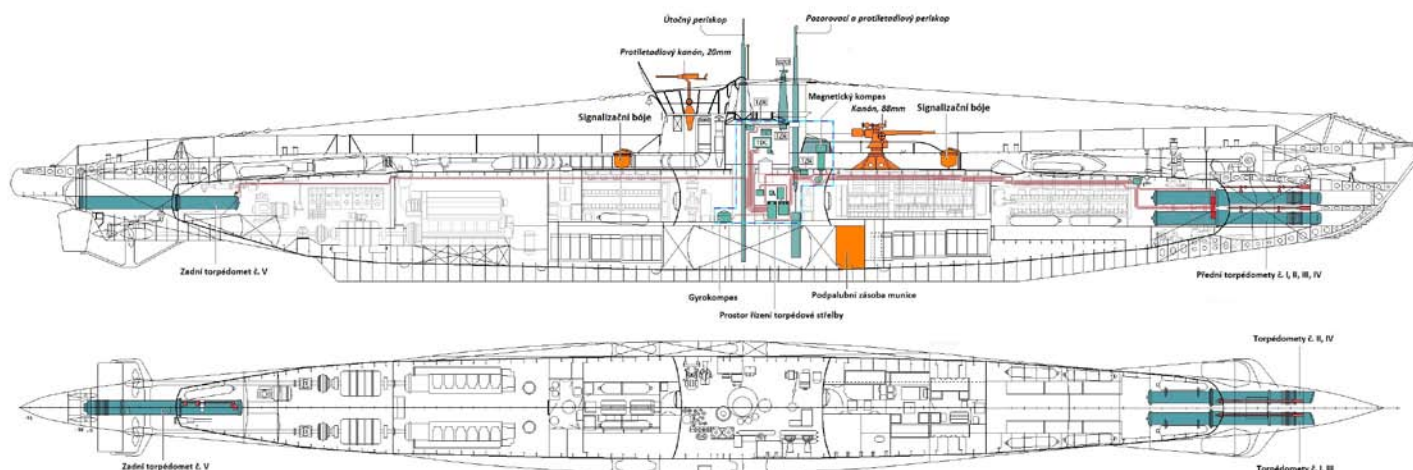 Útočný periskop
Pozorovací a protiletadlový periskop
Protiletadlový kanón, 20mm
Magnetický kompas
Kanón, 88mm
Signalizační bóje
Signalizační bóje
Zadní torpédomet č. V
Přední torpédomety č. I, II, III, IV
Gyrokompas
Podpalubní zásoba munice
Prostor řízení torpédové střelby
Torpédomety č. II, IV
Zadní torpédomet č. V
Torpédomety č. I, III